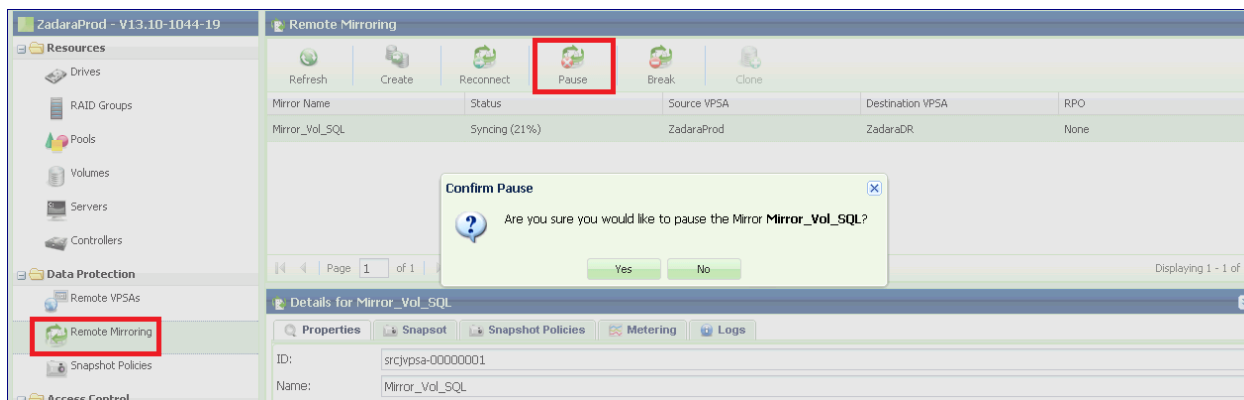 ZadaraProd - V13.10-1044-19
Resources
Drives
RAID Groups
Pools
Volumes
Servers
Controllers
Data Protection
Remote VPSAs
Remote Mirroring
Snapshot Policies
Access Control
Remote Mirroring
Refresh Create Reconnect Pause Break Clone
Mirror Name Status Source VPSA Destination VPSA RPO
Mirror_Vol_SQL Syncing (21%) ZadaraProd ZadaraDR None
Confirm Pause
Are you sure you would like to pause the Mirror Mirror_Vol_SQL?
Yes No
Page 1 of 1 Displaying 1 - 1 of
Details for Mirror_Vol_SQL
Properties Snapsot Snapshot Policies Metering Logs
ID: srcjvpsa-00000001
Name: Mirror_Vol_SQL